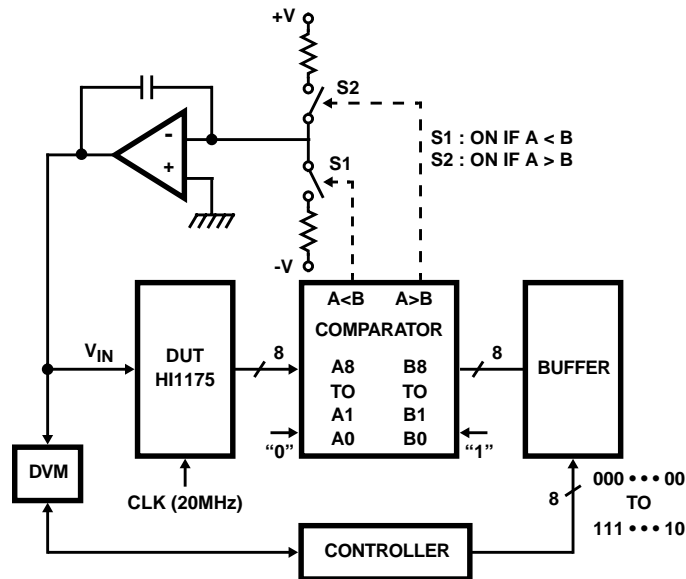 +V
S2
S1 : ON IF A < B
S2 : ON IF A > B
-
+
S1
-V
A<B A>B
COMPARATOR
8
V_IN
DUT
HI1175
8
A8 B8
TO TO
A1 B1
A0 B0
BUFFER
"0"
"1"
DVM
CLK (20MHz)
8
000 • • • 00
TO
111 • • • 10
CONTROLLER